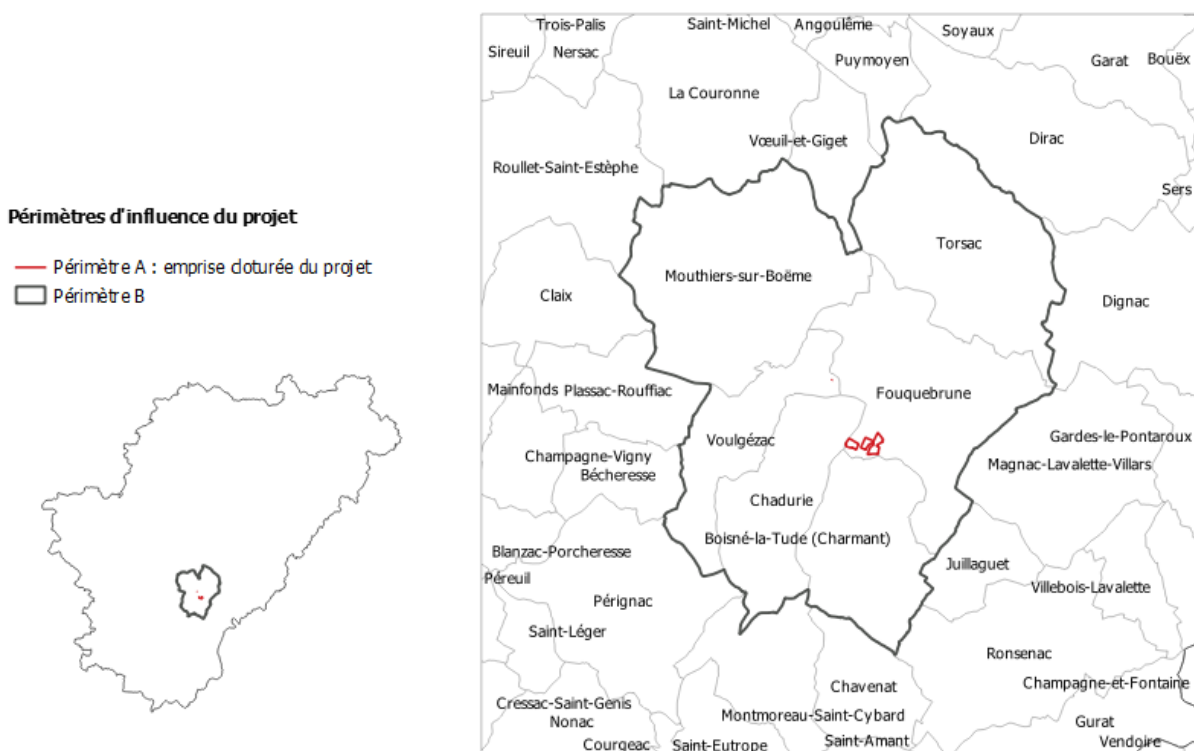 Périmètres d'influence du projet
Périmètre A : emprise cloturée du projet
Périmètre B
Trois-Palis
Saint-Michel
Angoulême
Soyaux
Sireuil
Nersac
Puymoyen
Garat
Bouëx
La Couronne
Vœuil-et-Giget
Dirac
Roullet-Saint-Estèphe
Sers
Torsac
Mouthiers-sur-Boëme
Claix
Dignac
Mainfonds
Plassac-Rouffiac
Fouquebrune
Voulgézac
Gardes-le-Pontaroux
Champagne-Vigny
Magnac-Lavalette-Villars
Bécheresse
Chadurie
Boisné-la-Tude (Charmant)
Blanzac-Porcheresse
Juillaguet
Péreuil
Villebois-Lavalette
Pérignac
Saint-Léger
Ronsenac
Chavenat
Champagne-et-Fontaine
Cressac-Saint-Genis
Nonac
Montmoreau-Saint-Cybard
Gurat
Courgeac
Saint-Eutrope
Saint-Amant
Vendoire